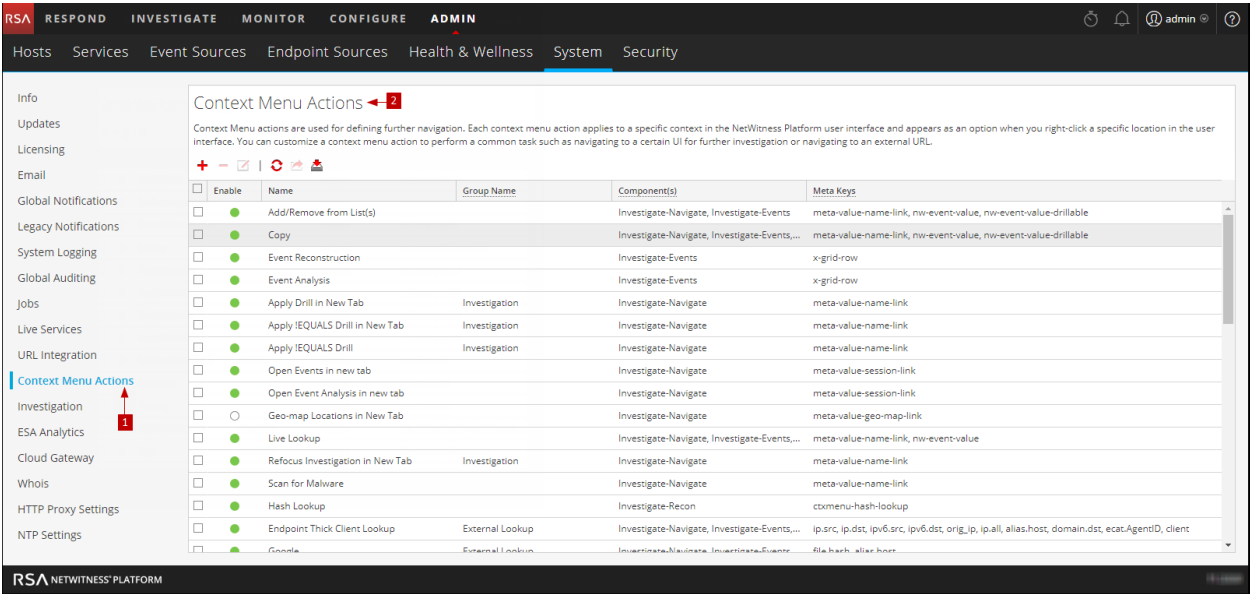 RSA RESPOND INVESTIGATE MONITOR CONFIGURE ADMIN admin ?
Hosts Services Event Sources Endpoint Sources Health & Wellness System Security
Info
Updates
Licensing
Email
Global Notifications
Legacy Notifications
System Logging
Global Auditing
Jobs
Live Services
URL Integration
Context Menu Actions
1
Investigation
ESA Analytics
Cloud Gateway
Whois
HTTP Proxy Settings
NTP Settings
Context Menu Actions 2
Context Menu actions are used for defining further navigation. Each context menu action applies to a specific context in the NetWitness Platform user interface and appears as an option when you right-click a specific location in the user
interface. You can customize a context menu action to perform a common task such as navigating to a certain UI for further investigation or navigating to an external URL.
Enable Name Group Name Component(s) Meta Keys
Add/Remove from List(s) Investigate-Navigate, Investigate-Events meta-value-name-link, nw-event-value, nw-event-value-drillable
Copy Investigate-Navigate, Investigate-Events,... meta-value-name-link, nw-event-value, nw-event-value-drillable
Event Reconstruction Investigate-Events x-grid-row
Event Analysis Investigate-Events x-grid-row
Apply Drill in New Tab Investigation Investigate-Navigate meta-value-name-link
Apply !EQUALS Drill in New Tab Investigation Investigate-Navigate meta-value-name-link
Apply !EQUALS Drill Investigation Investigate-Navigate meta-value-name-link
Open Events in new tab Investigate-Navigate meta-value-session-link
Open Event Analysis in new tab Investigate-Navigate meta-value-session-link
Geo-map Locations in New Tab Investigate-Navigate meta-value-geo-map-link
Live Lookup Investigate-Navigate, Investigate-Events,... meta-value-name-link, nw-event-value
Refocus Investigation in New Tab Investigation Investigate-Navigate meta-value-name-link
Scan for Malware Investigate-Navigate meta-value-name-link
Hash Lookup Investigate-Recon ctxmenu-hash-lookup
Endpoint Thick Client Lookup External Lookup Investigate-Navigate, Investigate-Events,... ip.src, ip.dst, ipv6.src, ipv6.dst, orig_ip, ip.all, alias.host, domain.dst, ecat.AgentID, client
Google External Lookup Investigate-Navigate, Investigate-Events file.hash, alias.host
RSA NETWITNESS® PLATFORM